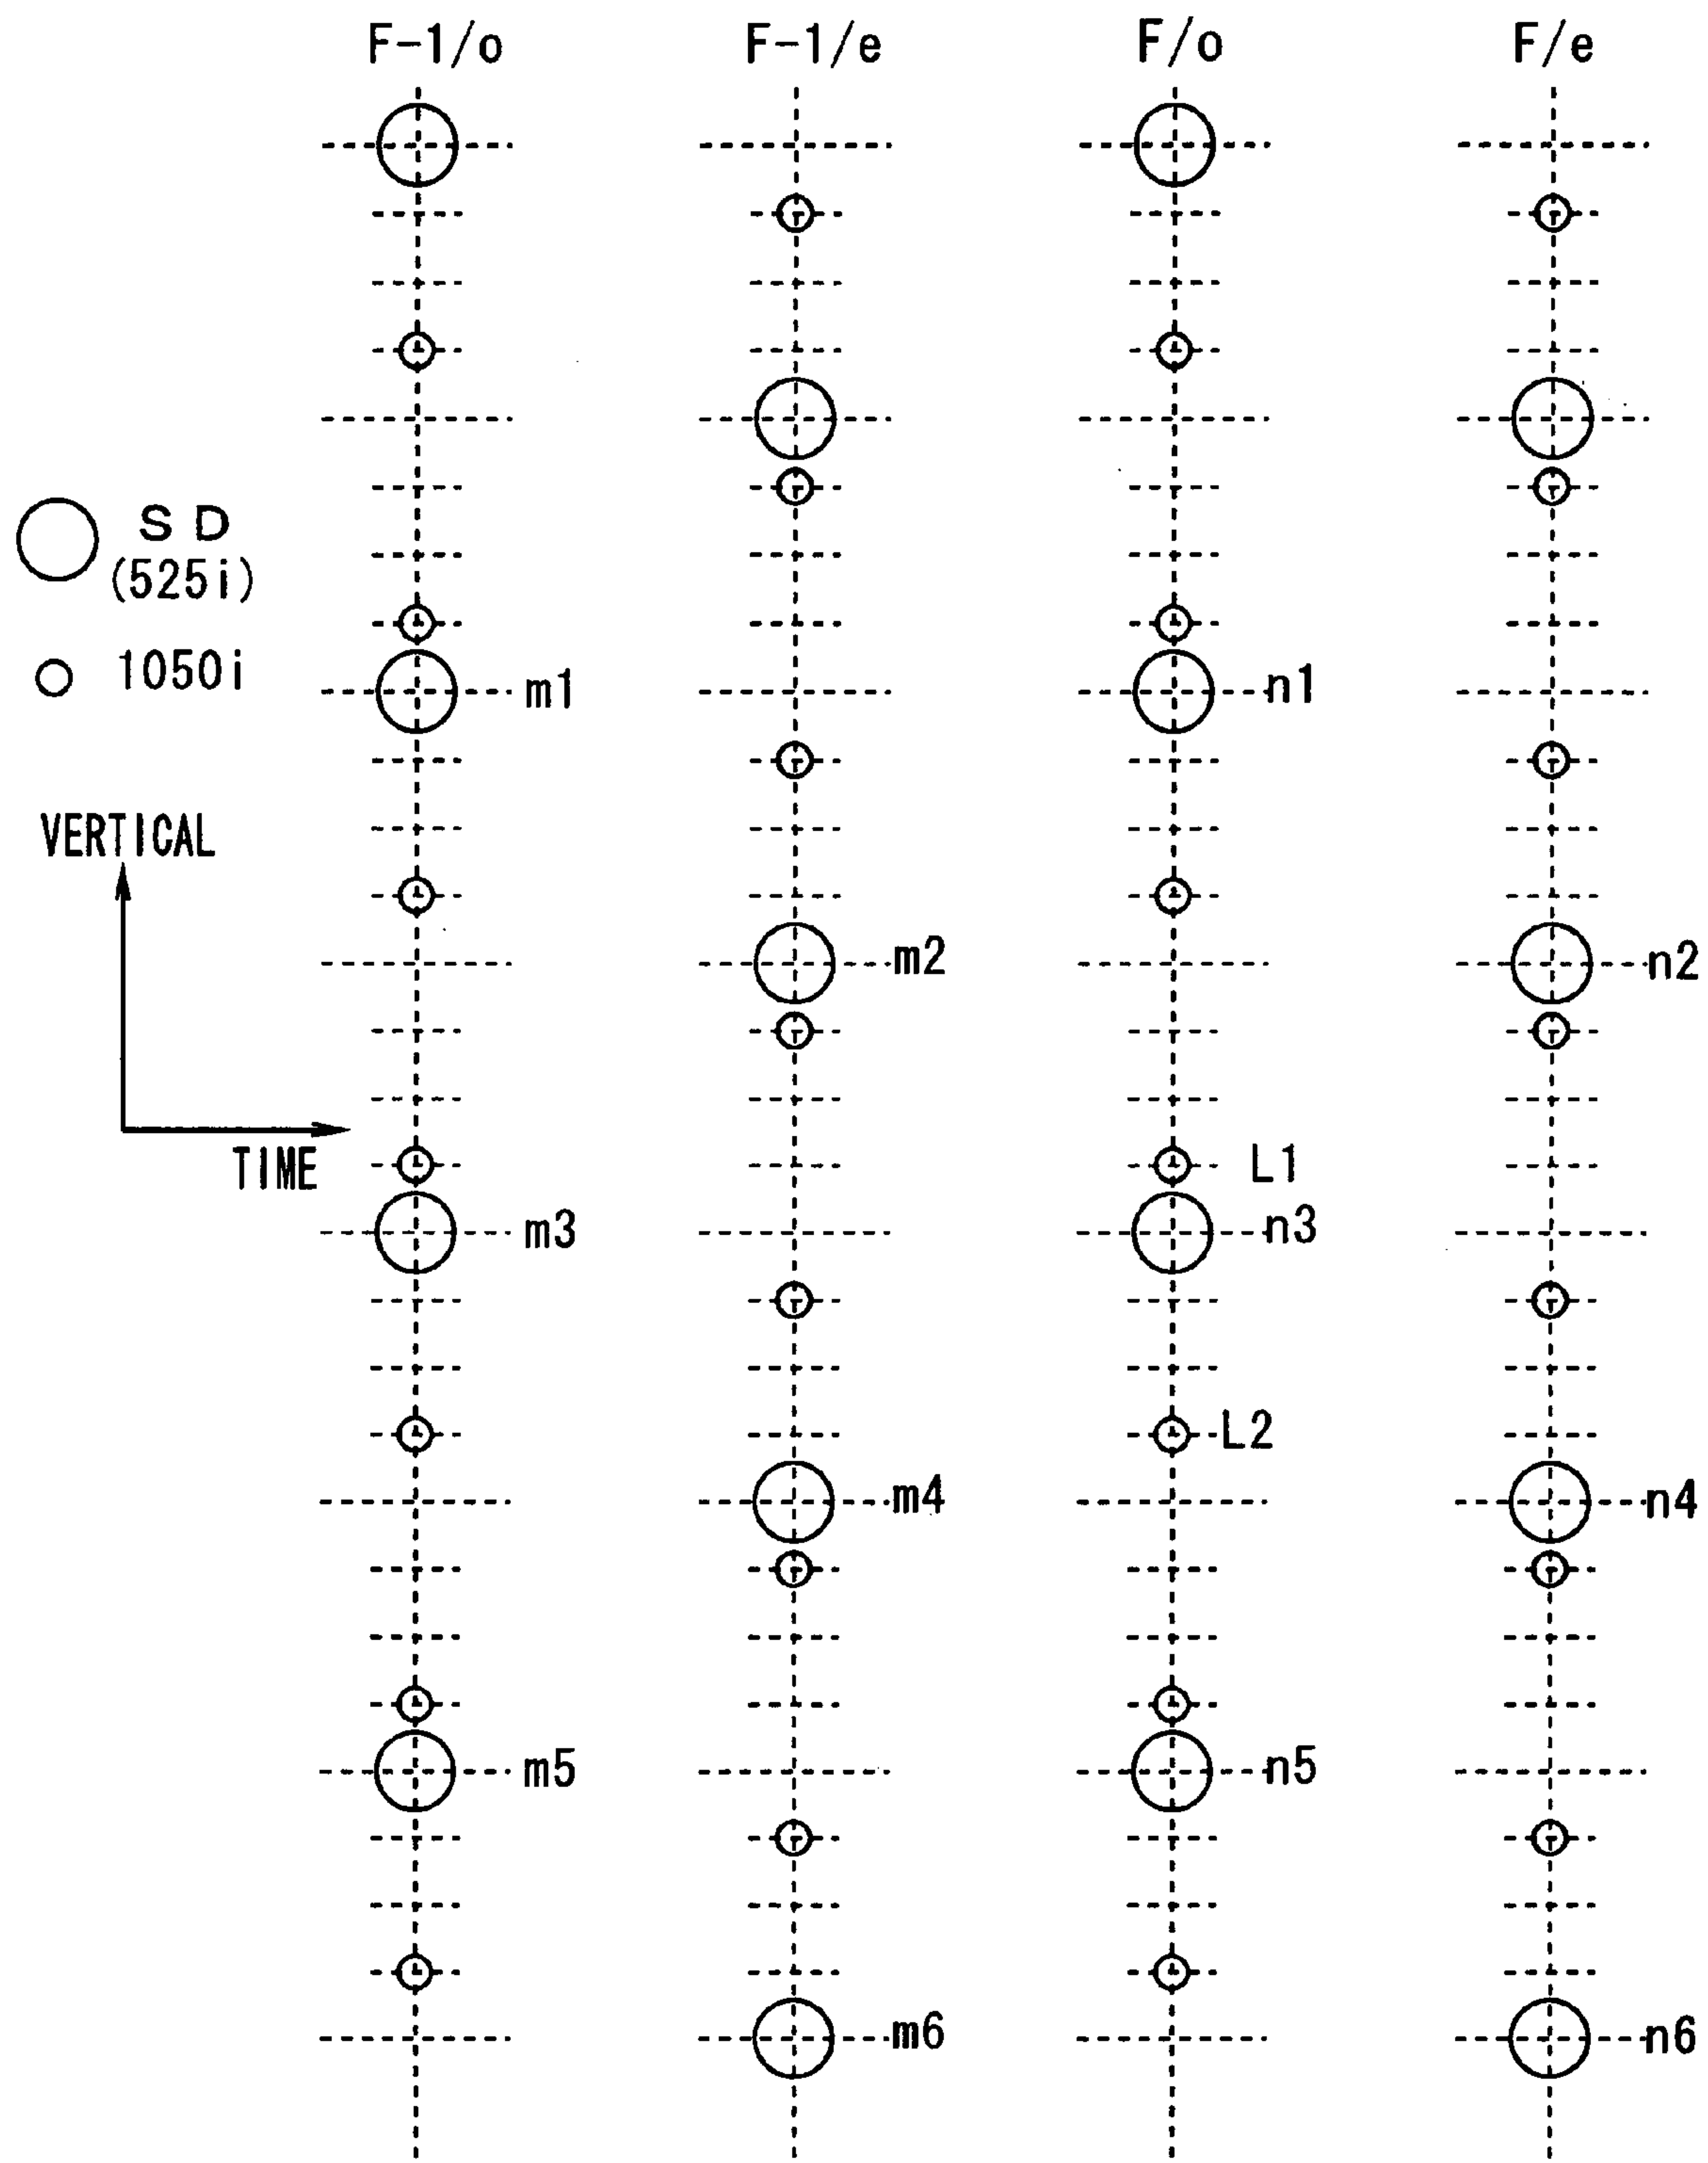 F-1/o
F-1/e
F/o
F/e
SD
(525i)
1050i
m1
n1
VERTICAL
m2
n2
TIME
L1
m3
n3
L2
m4
n4
m5
n5
m6
n6